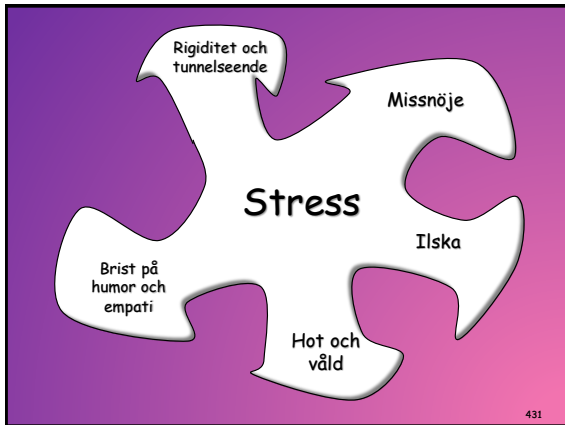 Rigiditet och
tunnelseende
Missnöje
Stress
Ilska
Brist på
humor och
empati
Hot och
våld
431